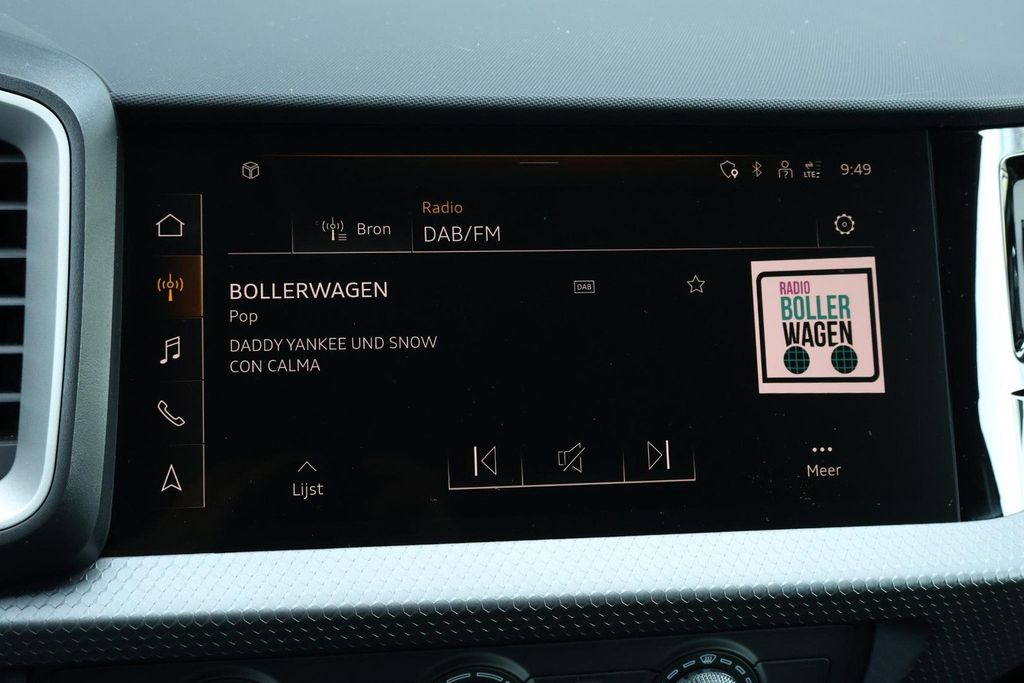 LTE
9:49
Radio
Bron
DAB/FM
BOLLERWAGEN
DAB
Pop
DADDY YANKEE UND SNOW
CON CALMA
RADIO
BOLLER
WAGEN
Lijst
Meer